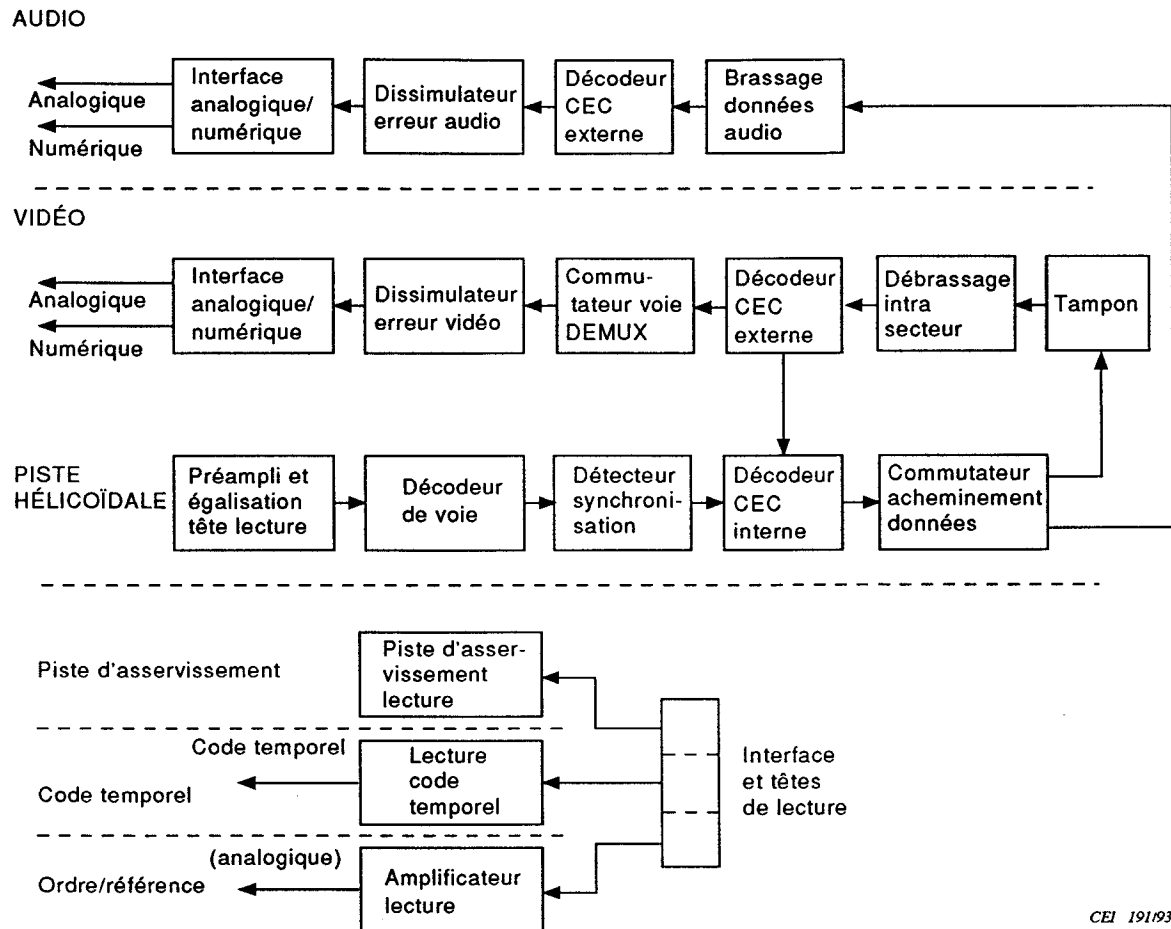 AUDIO
Analogique
Numérique
Interface
analogique/
numérique
Dissimulateur
erreur audio
Décodeur
CEC
externe
Brassage
données
audio
VIDÉO
Analogique
Numérique
Interface
analogique/
numérique
Dissimulateur
erreur vidéo
Commu-
tateur voie
DEMUX
Décodeur
CEC
externe
Débrassage
intra
secteur
Tampon
PISTE
HÉLICOÏDALE
Préampli et
égalisation
tête lecture
Décodeur
de voie
Détecteur
synchroni-
sation
Décodeur
CEC
interne
Commutateur
acheminement
données
Piste d'asservissement
Piste d'asser-
vissement
lecture
Code temporel
Code temporel
Lecture
code
temporel
Interface
et têtes
de lecture
(analogique)
Ordre/référence
Amplificateur
lecture
CEI 191/93